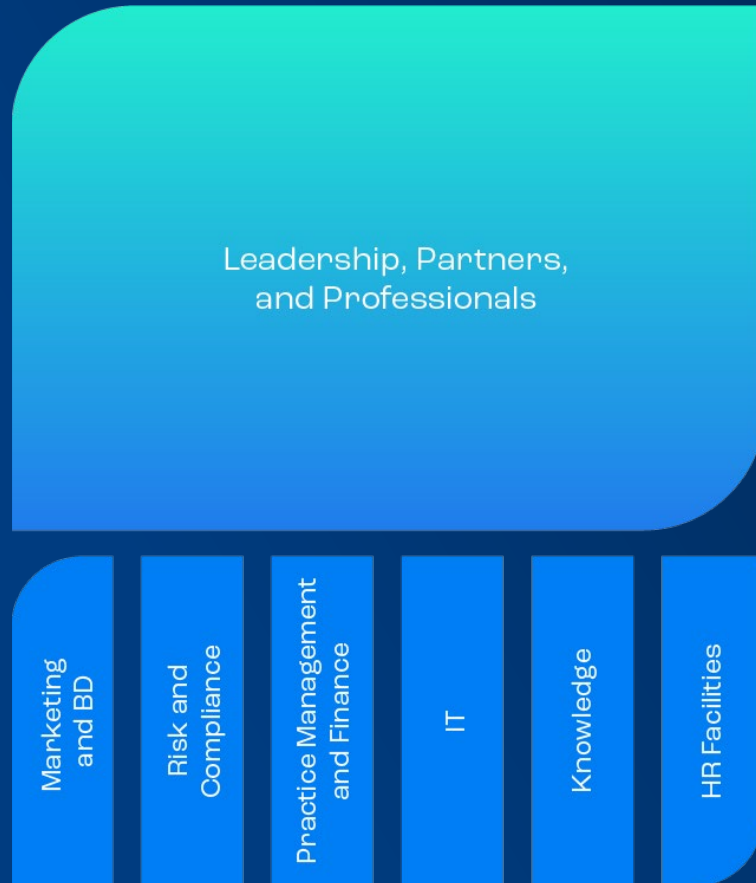 Leadership, Partners,
and Professionals
Marketing
and BD
Risk and
Compliance
Practice Management
and Finance
IT
Knowledge
HR Facilities